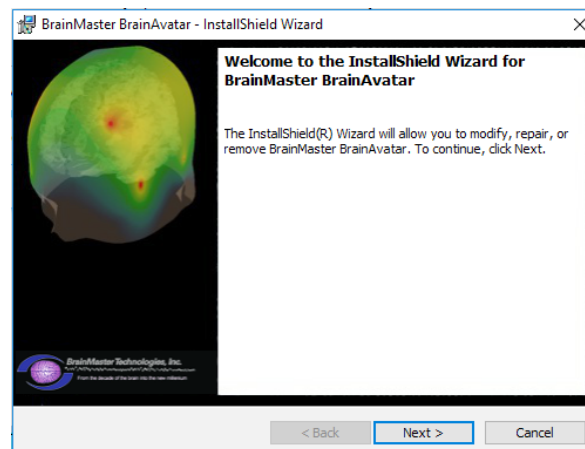 BrainMaster BrainAvatar - InstallShield Wizard
Welcome to the InstallShield Wizard for
BrainMaster BrainAvatar
The InstallShield(R) Wizard will allow you to modify, repair, or
remove BrainMaster BrainAvatar. To continue, click Next.
BrainMaster Technologies, Inc.
From the decade of the brain into the new millenium
< Back
Next >
Cancel